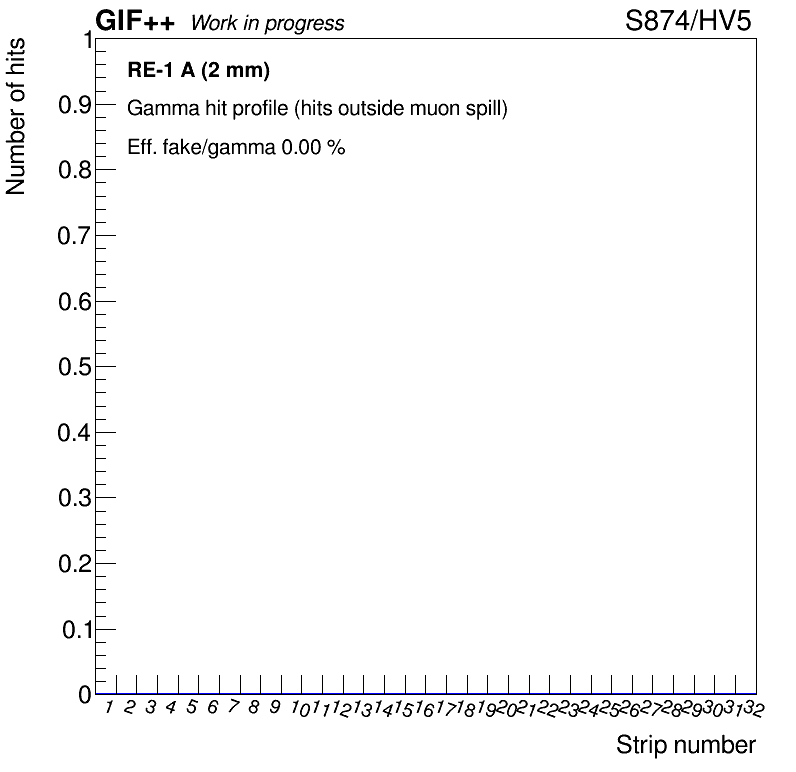 GIF++ Work in progress S874/HV5
Number of hits
RE-1 A (2 mm)
Gamma hit profile (hits outside muon spill)
Eff. fake/gamma 0.00 %
1
0.9
0.8
0.7
0.6
0.5
0.4
0.3
0.2
0.1
0
1 2 3 4 5 6 7 8 9 10 11 12 13 14 15 16 17 18 19 20 21 22 23 24 25 26 27 28 29 30 31 32
Strip number